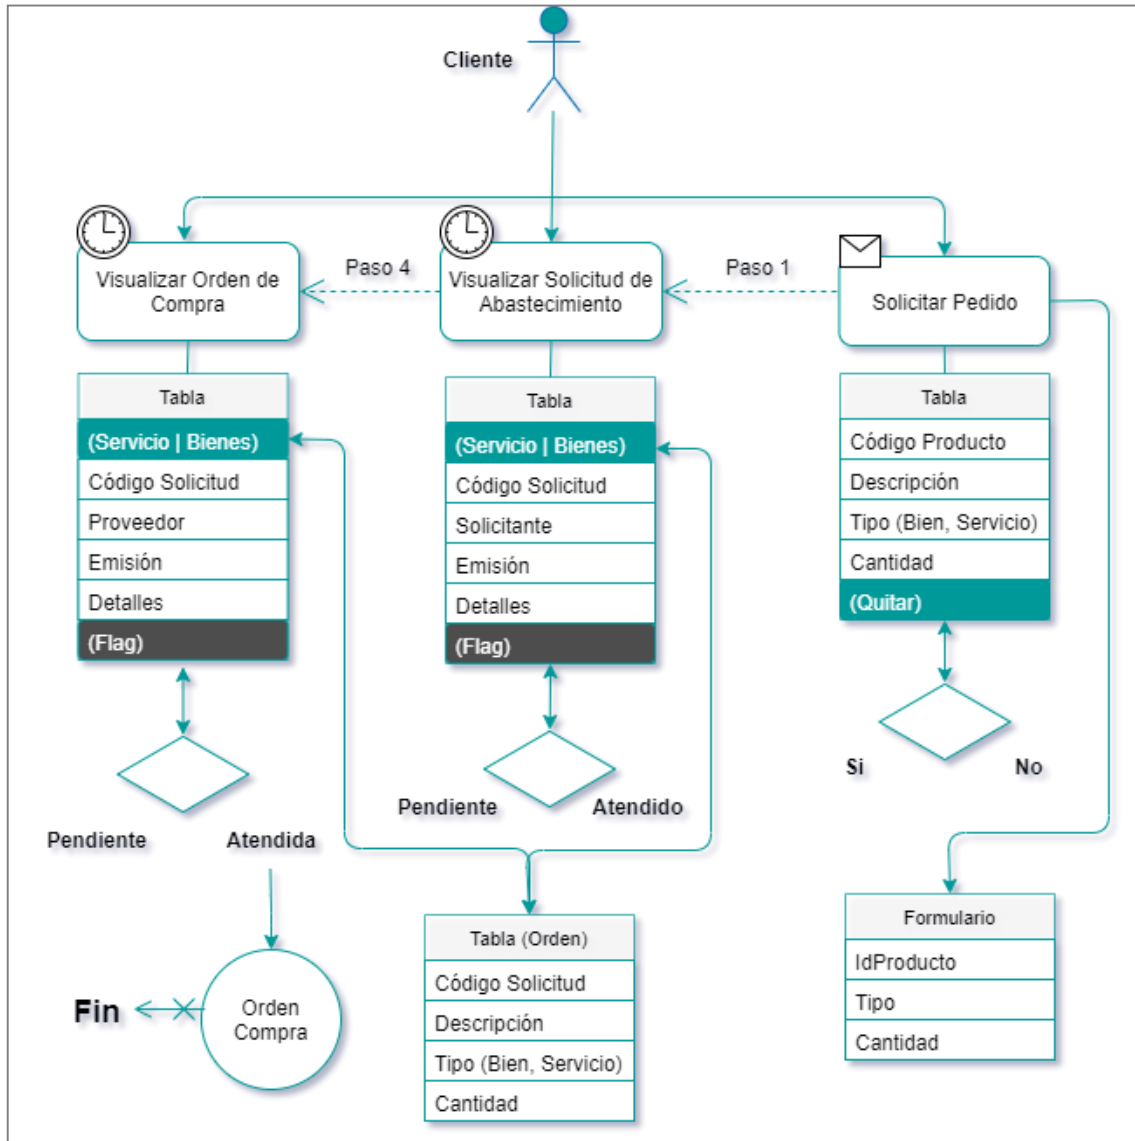 Cliente
Visualizar Orden de
Compra
Paso 4
Visualizar Solicitud de
Abastecimiento
Paso 1
Solicitar Pedido
Tabla
(Servicio | Bienes)
Código Solicitud
Proveedor
Emisión
Detalles
(Flag)
Pendiente
Atendida
Orden
Compra
Fin
Tabla
(Servicio | Bienes)
Código Solicitud
Solicitante
Emisión
Detalles
(Flag)
Pendiente
Atendido
Tabla (Orden)
Código Solicitud
Descripción
Tipo (Bien, Servicio)
Cantidad
Tabla
Código Producto
Descripción
Tipo (Bien, Servicio)
Cantidad
(Quitar)
Si
No
Formulario
IdProducto
Tipo
Cantidad